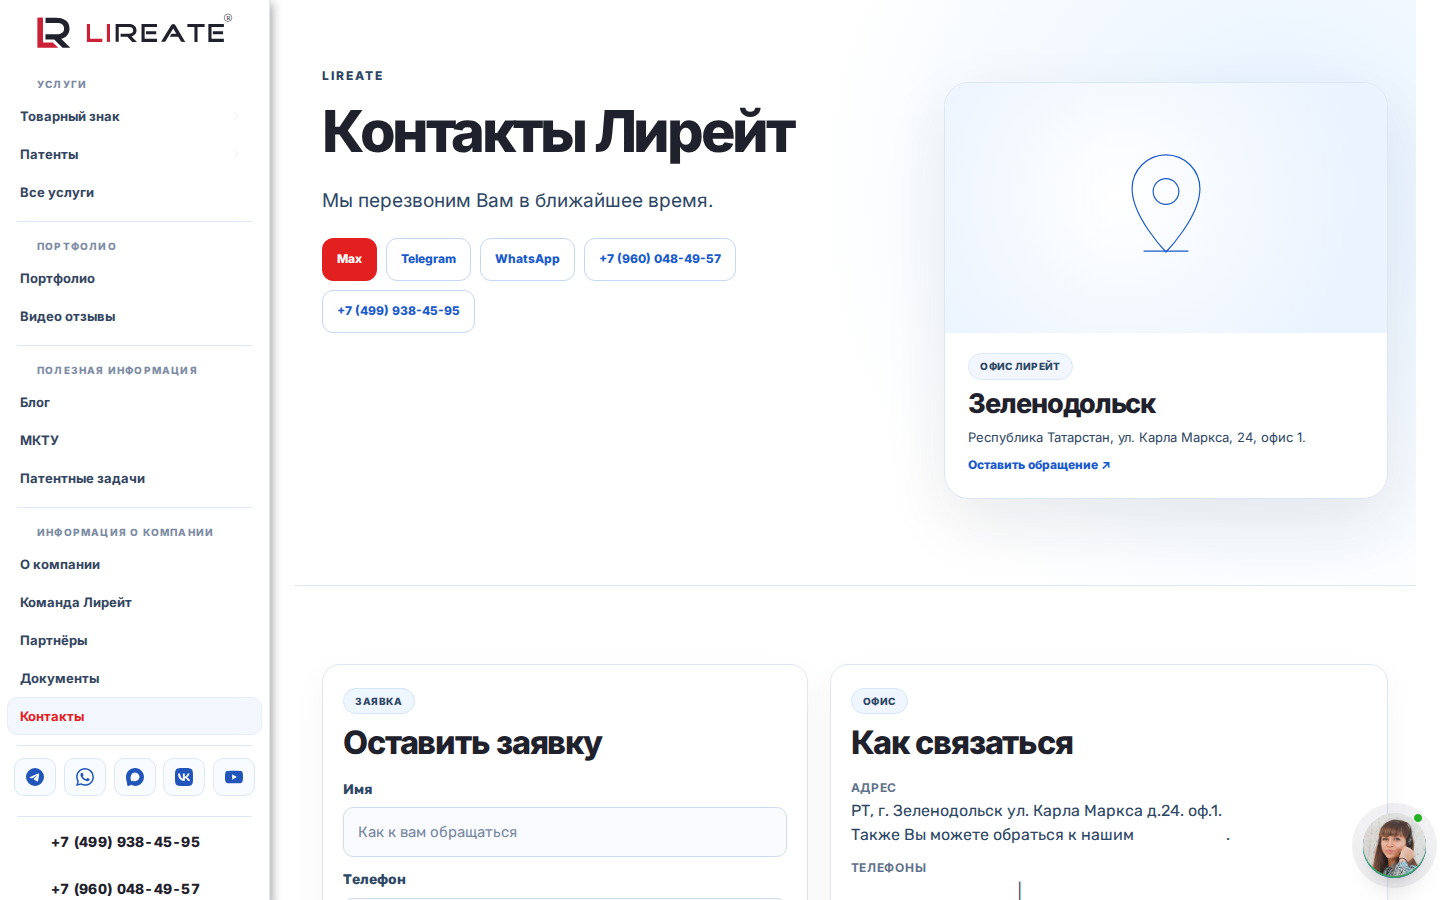 LIREATE®
УСЛУГИ
Товарный знак
Патенты
Все услуги
ПОРТФОЛИО
Портфолио
Видео отзывы
ПОЛЕЗНАЯ ИНФОРМАЦИЯ
Блог
МКТУ
Патентные задачи
ИНФОРМАЦИЯ О КОМПАНИИ
О компании
Команда Лирейт
Партнёры
Документы
Контакты
+7 (499) 938-45-95
+7 (960) 048-49-57
LIREATE
Контакты Лирейт
Мы перезвоним Вам в ближайшее время.
Max
Telegram
WhatsApp
+7 (960) 048-49-57
+7 (499) 938-45-95
ОФИС ЛИРЕЙТ
Зеленодольск
Республика Татарстан, ул. Карла Маркса, 24, офис 1.
Оставить обращение ↗
ЗАЯВКА
Оставить заявку
Имя
Как к вам обращаться
Телефон
ОФИС
Как связаться
АДРЕС
РТ, г. Зеленодольск ул. Карла Маркса д.24. оф.1.
Также Вы можете обраться к нашим .
ТЕЛЕФОНЫ